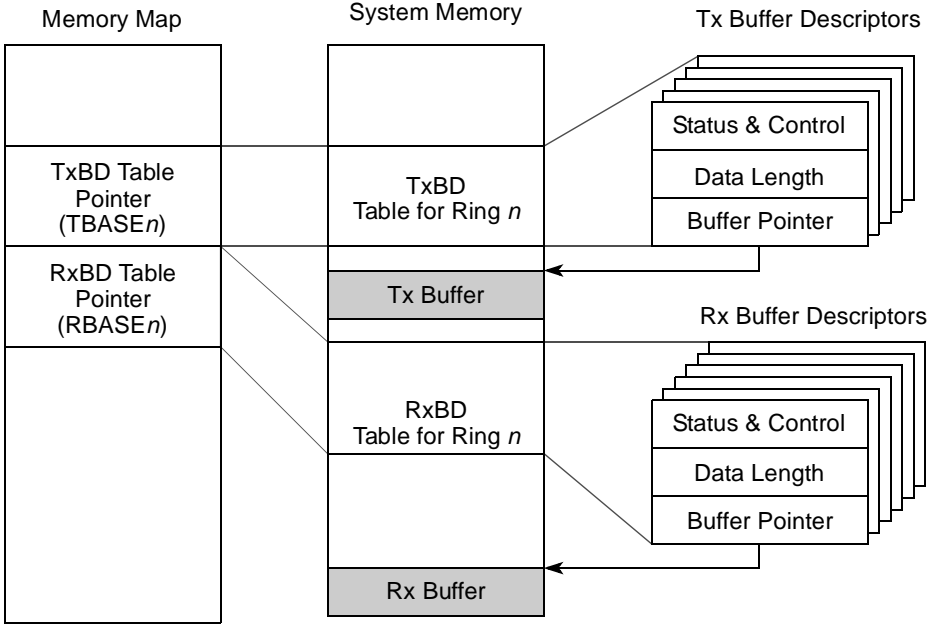 Memory Map
System Memory
Tx Buffer Descriptors
TxBD Table
Pointer
(TBASEn)
RxBD Table
Pointer
(RBASEn)
TxBD
Table for Ring n
Tx Buffer
RxBD
Table for Ring n
Rx Buffer
Status & Control
Data Length
Buffer Pointer
Rx Buffer Descriptors
Status & Control
Data Length
Buffer Pointer